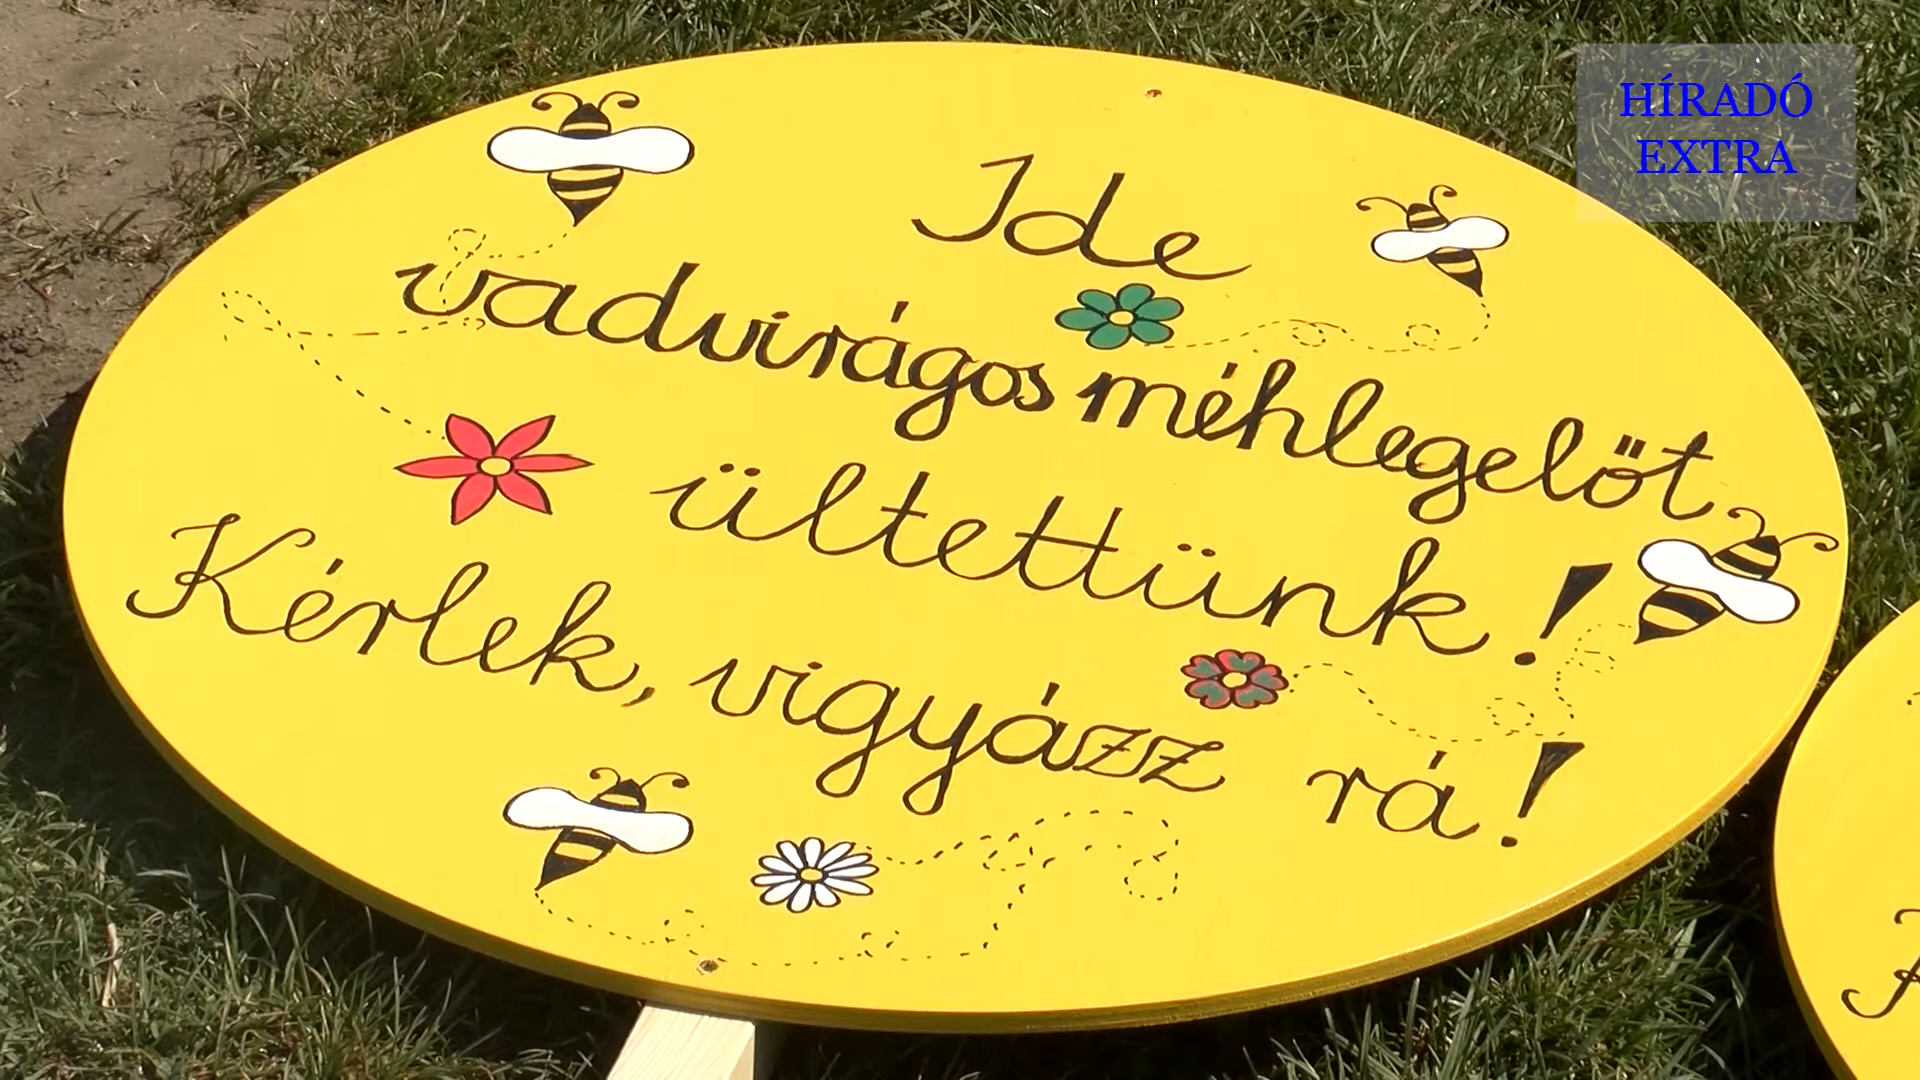 HÍRADÓ
EXTRA
Ide
vadvirágos méhlegelőt
ültettünk!
Kérlek, vigyázz rá!